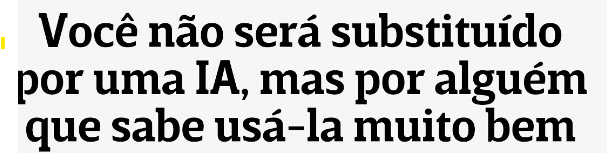 Você não será substituído
por uma IA, mas por alguém
que sabe usá-la muito bem